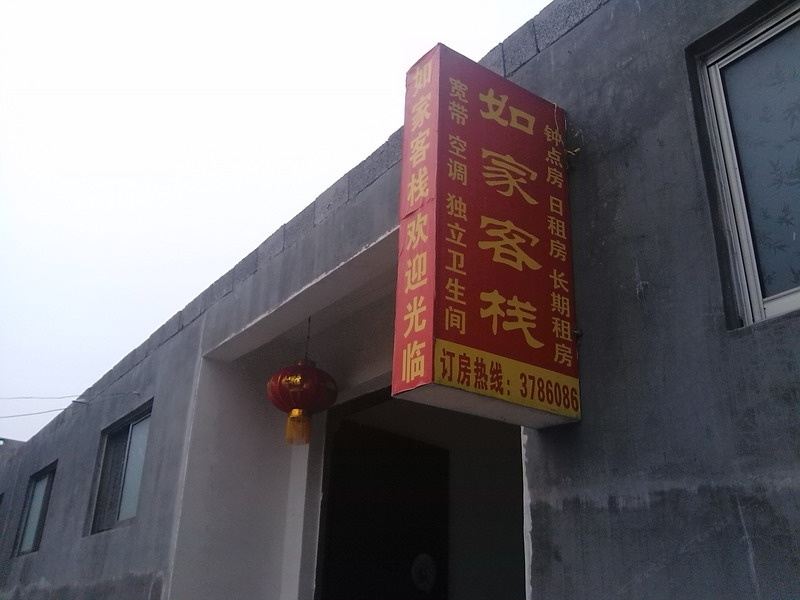 如家客栈欢迎光临
宽带 空调 独立卫生间
如家客栈
钟点房 日租房 长期租房
订房热线：3786086